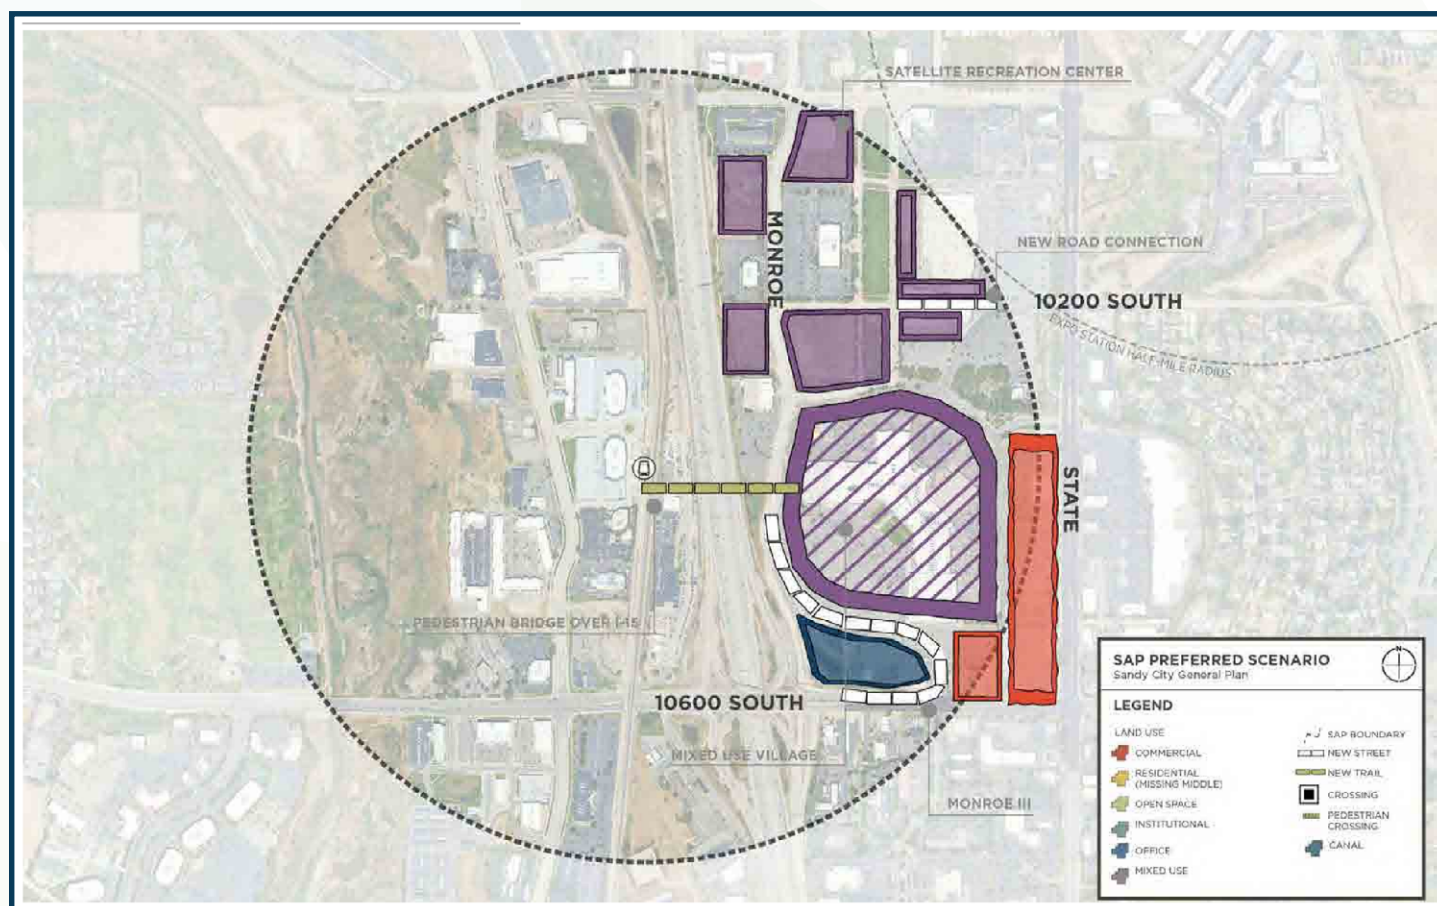 SATELLITE RECREATION CENTER
MONROE
NEW ROAD CONNECTION
10200 SOUTH
EXPO STATION HALF-MILE RADIUS
STATE
PEDESTRIAN BRIDGE OVER I-15
10600 SOUTH
MIXED USE VILLAGE
MONROE III
SAP PREFERRED SCENARIO
Sandy City General Plan
N
LEGEND
LAND USE
COMMERCIAL
RESIDENTIAL
(MISSING MIDDLE)
OPEN SPACE
INSTITUTIONAL
OFFICE
MIXED USE
SAP BOUNDARY
NEW STREET
NEW TRAIL
CROSSING
PEDESTRIAN
CROSSING
CANAL